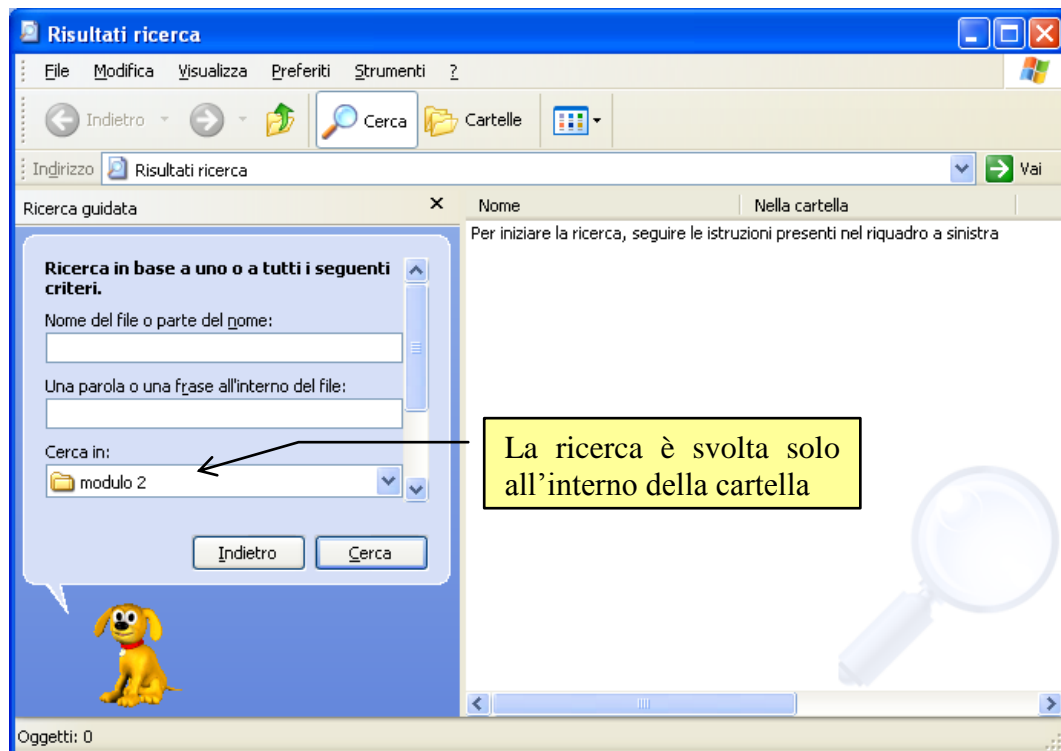 Risultati ricerca
File Modifica Visualizza Preferiti Strumenti ?
Indietro Cerca Cartelle
Indirizzo Risultati ricerca Vai
Ricerca guidata
Nome Nella cartella
Per iniziare la ricerca, seguire le istruzioni presenti nel riquadro a sinistra
Ricerca in base a uno o a tutti i seguenti
criteri.
Nome del file o parte del nome:
Una parola o una frase all'interno del file:
Cerca in:
modulo 2
La ricerca è svolta solo
all’interno della cartella
Indietro Cerca
Oggetti: 0